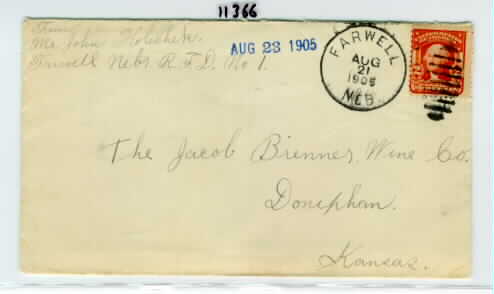 11366
From
Mr John
Farwell Nebr R.F.D. No 1.
AUG 23 1905
FARWELL
AUG
21
1905
NEB.
The Jacob Brenner Wine Co.
Doniphan.
Kansas.